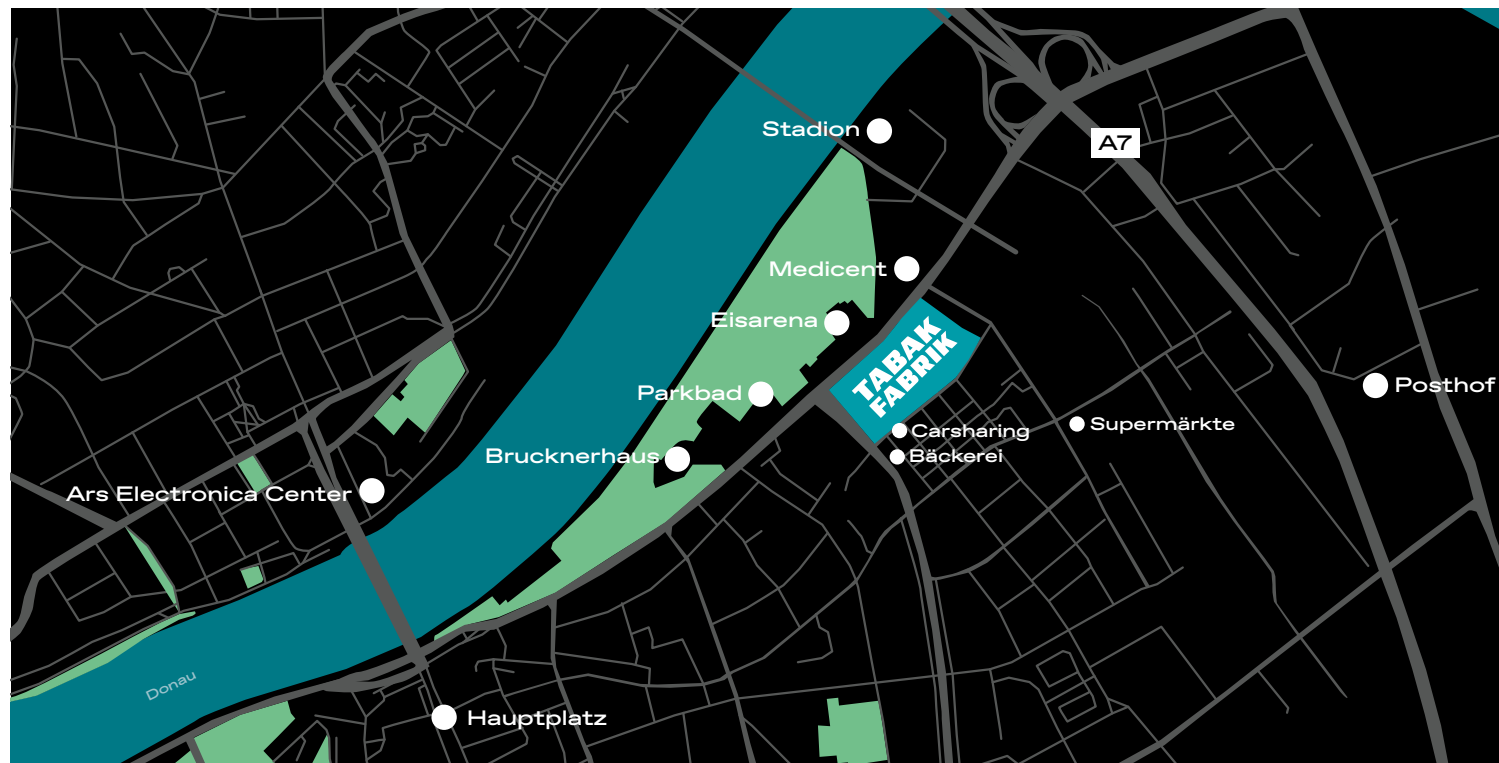 Stadion
A7
Medicent
Eisarena
TABAK
FABRIK
Parkbad
Posthof
Carsharing
Supermärkte
Brucknerhaus
Bäckerei
Ars Electronica Center
Donau
Hauptplatz